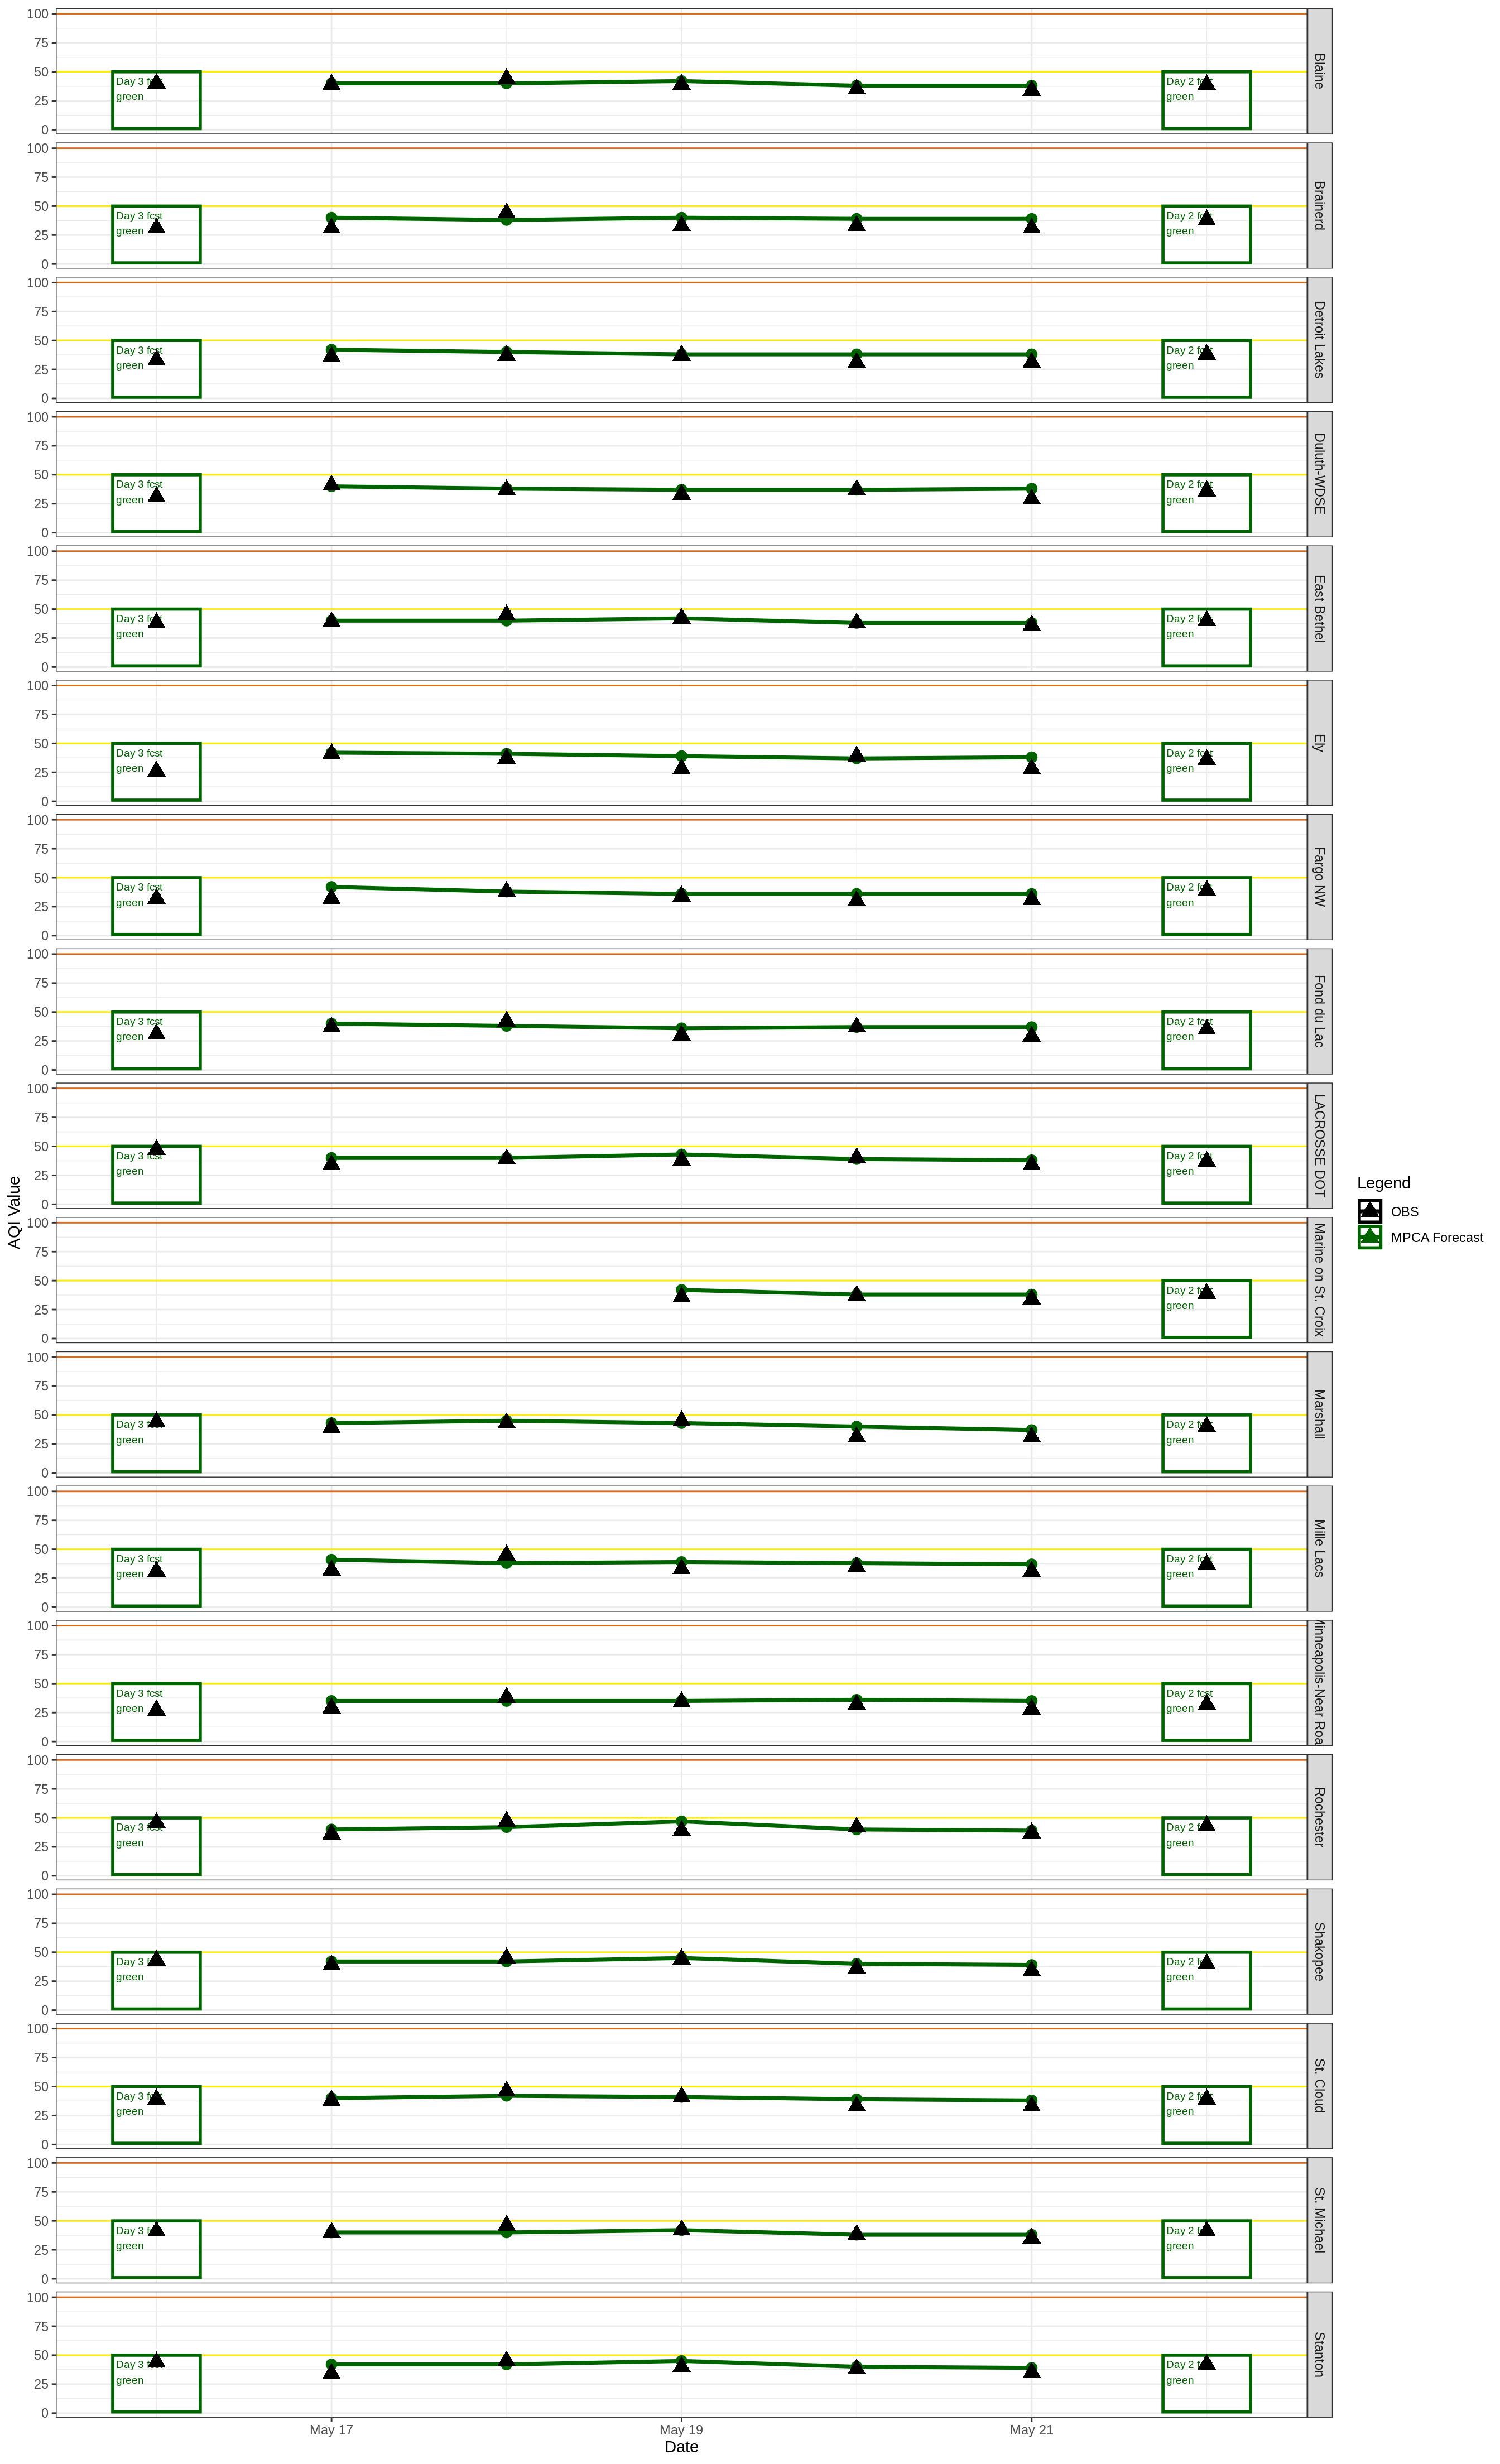 AQI Value
100
75
50
25
0
Day 3 fcst
green
Day 2 fcst
green
Blaine
100
75
50
25
0
Day 3 fcst
green
Day 2 fcst
green
Brainerd
100
75
50
25
0
Day 3 fcst
green
Day 2 fcst
green
Detroit Lakes
100
75
50
25
0
Day 3 fcst
green
Day 2 fcst
green
Duluth-WDSE
100
75
50
25
0
Day 3 fcst
green
Day 2 fcst
green
East Bethel
100
75
50
25
0
Day 3 fcst
green
Day 2 fcst
green
Ely
100
75
50
25
0
Day 3 fcst
green
Day 2 fcst
green
Fargo NW
100
75
50
25
0
Day 3 fcst
green
Day 2 fcst
green
Fond du Lac
100
75
50
25
0
Day 3 fcst
green
Day 2 fcst
green
LACROSSE DOT
100
75
50
25
0
Day 2 fcst
green
Marine on St. Croix
100
75
50
25
0
Day 3 fcst
green
Day 2 fcst
green
Marshall
100
75
50
25
0
Day 3 fcst
green
Day 2 fcst
green
Mille Lacs
100
75
50
25
0
Day 3 fcst
green
Day 2 fcst
green
Minneapolis-Near Road
100
75
50
25
0
Day 3 fcst
green
Day 2 fcst
green
Rochester
100
75
50
25
0
Day 3 fcst
green
Day 2 fcst
green
Shakopee
100
75
50
25
0
Day 3 fcst
green
Day 2 fcst
green
St. Cloud
100
75
50
25
0
Day 3 fcst
green
Day 2 fcst
green
St. Michael
100
75
50
25
0
Day 3 fcst
green
Day 2 fcst
green
Stanton
May 17
May 19
May 21
Date
Legend
OBS
MPCA Forecast